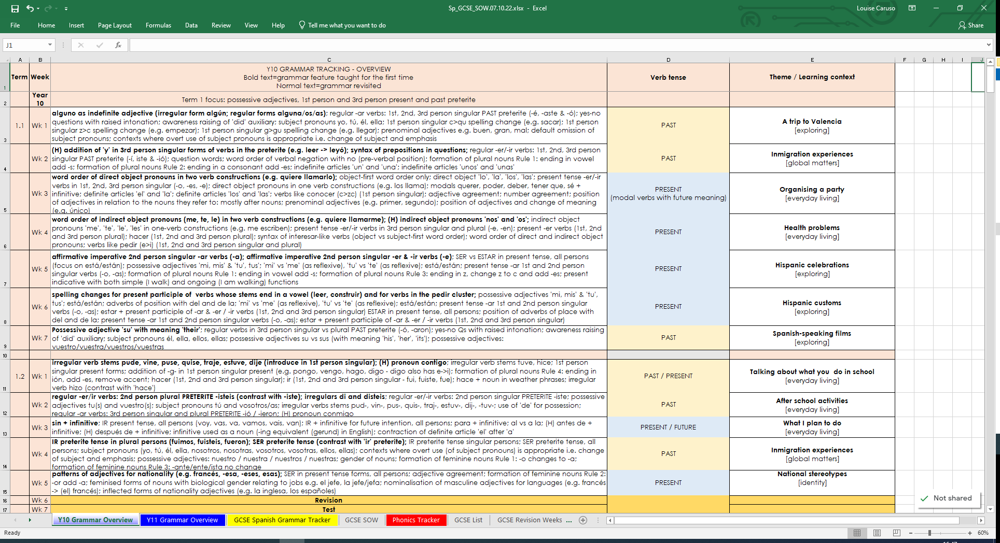 Sp_GCSE_SOW.07.10.22.xlsx - Excel
Louise Caruso
File Home Insert Page Layout Formulas Data Review View Help Tell me what you want to do
Share
J1
fx
A B C D E F G H I J
1
Term Week
Y10 GRAMMAR TRACKING - OVERVIEW
Bold text=grammar feature taught for the first time
Normal text=grammar revisited
Verb tense
Theme / Learning context
2
Year
10
Term 1 focus: possessive adjectives, 1st person and 3rd person present and past preterite
3
1.1 Wk 1
alguno as indefinite adjective (irregular form algún; regular forms alguna/os/as); regular -ar verbs: 1st, 2nd, 3rd person singular PAST preterite (-é, -aste & -ó); yes-no
questions with raised intonation; awareness raising of 'did' auxiliary; subject pronouns yo, tú, él, ella; 1st person singular c>qu spelling change (e.g. sacar); 1st person
singular z>c spelling change (e.g. empezar); 1st person singular g>gu spelling change (e.g. llegar); prenominal adjectives e.g. buen, gran, mal; default omission of
subject pronouns; contexts where overt use of subject pronouns is appropriate i.e. change of subject and emphasis
PAST
A trip to Valencia
[exploring]
4
Wk 2
(H) addition of 'y' in 3rd person singular forms of verbs in the preterite (e.g. leer -> leyó); syntax of prepositions in questions; regular -er/-ir verbs: 1st, 2nd, 3rd person
singular PAST preterite (-í, iste & -ió); question words; word order of verbal negation with no (pre-verbal position); formation of plural nouns Rule 1: ending in vowel
add -s; formation of plural nouns Rule 2: ending in a consonant add -es; indefinite articles 'un' and 'una'; indefinite articles 'unos' and 'unas'
PAST
Inmigration experiences
[global matters]
5
Wk 3
word order of direct object pronouns in two verb constructions (e.g. quiere llamarlo); object-first word order only; direct object 'lo', 'la', 'los', 'las'; present tense -er/-ir
verbs in 1st, 2nd, 3rd person singular (-o, -es, -e); direct object pronouns in one verb constructions (e.g. los llama); modals querer, poder, deber, tener que, sé +
infinitive; definite articles 'el' and 'la'; definite articles 'los' and 'las'; verbs like conocer (c>zc) (1st person singular); adjective agreement; number agreement; position
of adjectives in relation to the nouns they refer to: mostly after nouns; prenominal adjectives (e.g. primer, segundo); position of adjectives and change of meaning
(e.g. único)
PRESENT
(modal verbs with future meaning)
Organising a party
[everyday living]
6
Wk 4
word order of indirect object pronouns (me, te, le) in two verb constructions (e.g. quiere llamarme); (H) indirect object pronouns 'nos' and 'os'; indirect object
pronouns 'me', 'te', 'le', 'les' in one-verb constructions (e.g. me escriben); present tense -er/-ir verbs in 3rd person singular and plural (-e, -en); present -er verbs (1st, 2nd
and 3rd person plural); hacer (1st, 2nd and 3rd person plural); syntax of interesar-like verbs (object vs subject-first word order); word order of direct and indirect object
pronouns; verbs like pedir (e>i) (1st, 2nd and 3rd person singular and plural)
PRESENT
Health problems
[everyday living]
7
Wk 5
affirmative imperative 2nd person singular -ar verbs (-a); affirmative imperative 2nd person singular -er & -ir verbs (-e); SER vs ESTAR in present tense, all persons
(focus on está/están); possessive adjectives 'mi, mis' & 'tu', tus'; 'mi' vs 'me' (as reflexive), 'tu' vs 'te' (as reflexive); está/están; present tense -ar 1st and 2nd person
singular verbs (-o, -as); formation of plural nouns Rule 1: ending in vowel add -s; formation of plural nouns Rule 3: ending in z, change z to c and add -es; present
indicative with both simple (I walk) and ongoing (I am walking) functions
PRESENT
Hispanic celebrations
[exploring]
8
Wk 6
spelling changes for present participle of verbs whose stems end in a vowel (leer, construir) and for verbs in the pedir cluster; possessive adjectives 'mi, mis' & 'tu',
tus'; está/están; adverbs of position with del and de la; 'mi' vs 'me' (as reflexive), 'tu' vs 'te' (as reflexive); está/están; present tense -ar 1st and 2nd person singular
verbs (-o, -as); estar + present participle of -ar & -er / -ir verbs (1st, 2nd and 3rd person singular) ESTAR in present tense, all persons; position of adverbs of place with
del and de la; present tense -ar 1st and 2nd person singular verbs (-o, -as); estar + present participle of -ar & -er / -ir verbs (1st, 2nd and 3rd person singular)
PRESENT
Hispanic customs
[exploring]
9
Wk 7
Possessive adjective 'su' with meaning 'their'; regular verbs in 3rd person singular vs plural PAST preterite (-ó, -aron); yes-no Qs with raised intonation; awareness raising
of 'did' auxiliary; subject pronouns él, ella, ellos, ellas; possessive adjectives su vs sus (with meaning 'his', 'her', 'its'); possessive adjectives:
vuestro/vuestra/vuestros/vuestras
PAST
Spanish-speaking films
[exploring]
10
11
1.2 Wk 1
irregular verb stems pude, vine, puse, quise, traje, estuve, dije (introduce in 1st person singular); (H) pronoun contigo; irregular verb stems tuve, hice; 1st person
singular present forms; addition of -g- in 1st person singular present (e.g. pongo, vengo, hago, digo - digo also has e->i); formation of plural nouns Rule 4: ending in
ión, add -es, remove accent; hacer (1st, 2nd and 3rd person singular); ir (1st, 2nd and 3rd person singular - fui, fuiste, fue); hace + noun in weather phrases; irregular
verb hizo (contrast with 'hace')
PAST / PRESENT
Talking about what you do in school
[everyday living]
12
Wk 2
regular -er/ir verbs: 2nd person plural PRETERITE -isteis (contrast with -iste); irregulars di and disteis; regular -er/-ir verbs: 2nd person singular PRETERITE -iste; possessive
adjectives tu(s) and vuestro(s); subject pronouns tú and vosotros/as; irregular verbs stems pud-, vin-, pus-, quis-, traj-, estuv-, dij-, -tuv-; use of 'de' for possession;
regular -ar verbs: 3rd person singular and plural PRETERITE -ió / -ieron; (H) pronoun conmigo
PAST
After school activities
[everyday living]
13
Wk 3
sin + infinitive; IR present tense, all persons (voy, vas, va, vamos, vais, van); IR + infinitive for future intention, all persons; para + infinitive; al vs a la; (H) antes de +
infinitive; (H) después de + infinitive; infinitive used as a noun (-ing equivalent (gerund) in English); contraction of definite article 'el' after 'a'
PRESENT / FUTURE
What I plan to do
[everyday living]
14
Wk 4
IR preterite tense in plural persons (fuimos, fuisteis, fueron); SER preterite tense (contrast with 'ir' preterite); IR preterite tense singular persons; SER preterite tense, all
persons; subject pronouns (yo, tú, él, ella, nosotros, nosotras, vosotros, vosotras, ellos, ellas); contexts where overt use (of subject pronouns) is appropriate i.e. change
of subject and emphasis; possessive adjectives: nuestro / nuestra / nuestros / nuestras; gender of nouns; formation of feminine nouns Rule 1: -o changes to -a;
formation of feminine nouns Rule 3: -ante/ente/ista no change
PAST
Inmigration experiences
[global matters]
15
Wk 5
patterns of adjectives for nationality (e.g. francés, -esa, -eses, esas); SER in present tense forms, all persons; adjective agreement; formation of feminine nouns Rule 2:
-or add -a; feminised forms of nouns with biological gender relating to jobs e.g. el jefe, la jefe/jefa; nominalisation of masculine adjectives for languages (e.g. francés
-> (el) francés); inflected forms of nationality adjectives (e.g. la inglesa, los españoles)
PRESENT
National stereotypes
[identity]
16
Wk 6
Revision
17
Wk 7
Test
Not shared
Y10 Grammar Overview Y11 Grammar Overview GCSE Spanish Grammar Tracker GCSE SOW Phonics Tracker GCSE List GCSE Revision Weeks ...
Ready
60%